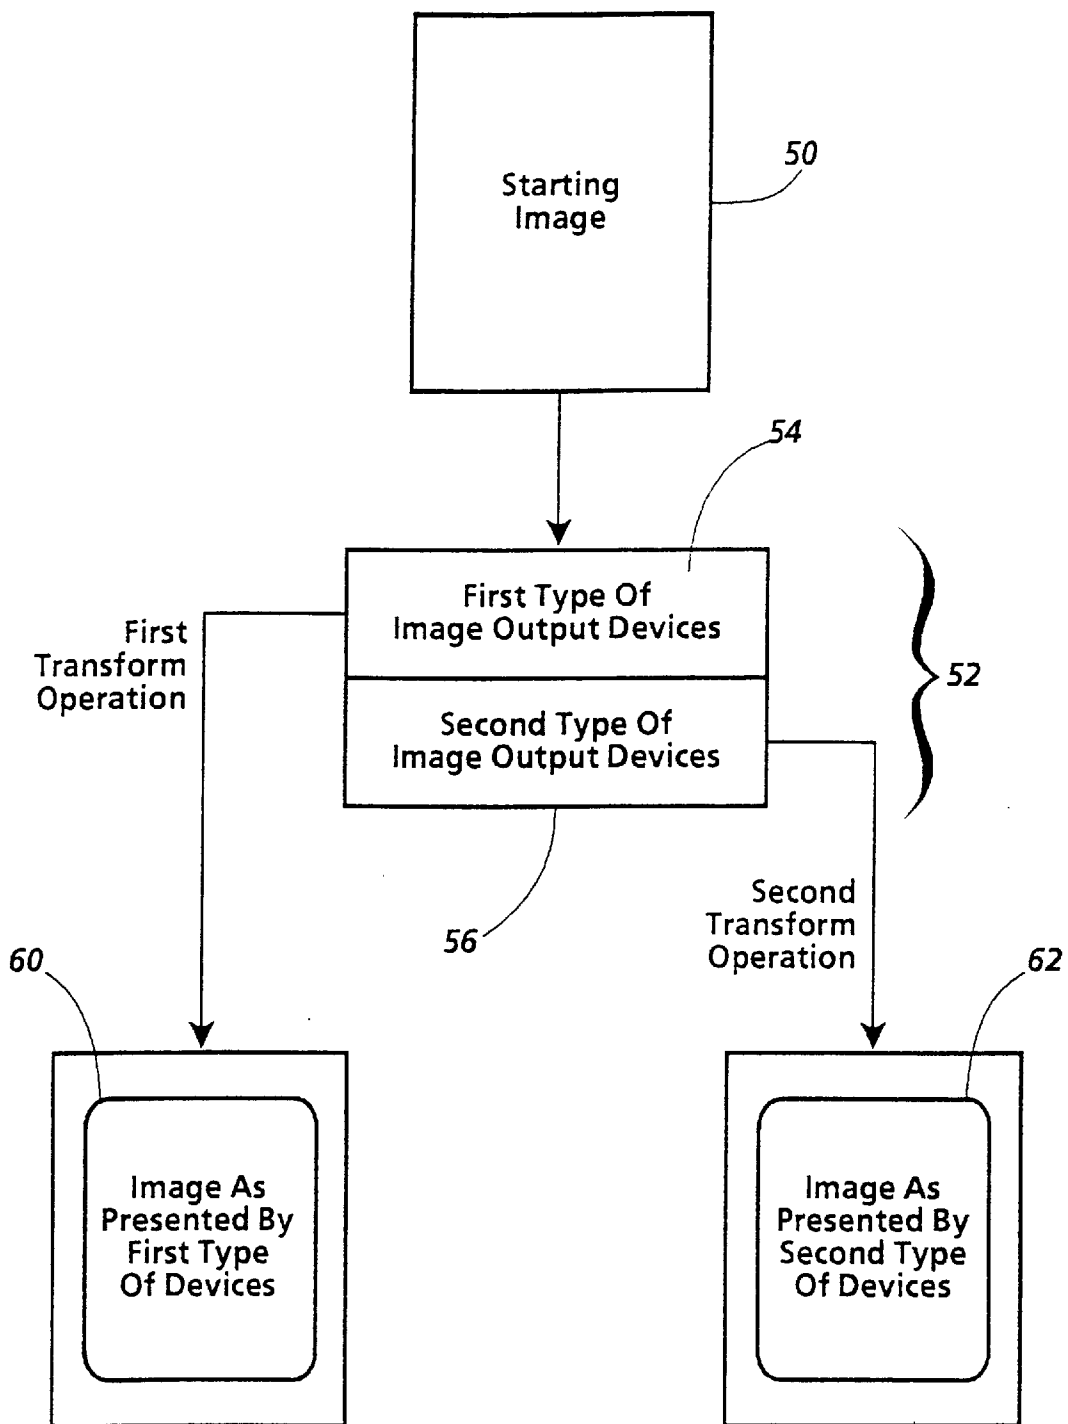 50
Starting
Image
54
First Type Of
Image Output Devices
52
First
Transform
Operation
Second Type Of
Image Output Devices
56
Second
Transform
Operation
60
62
Image As
Presented By
First Type
Of Devices
Image As
Presented By
Second Type
Of Devices